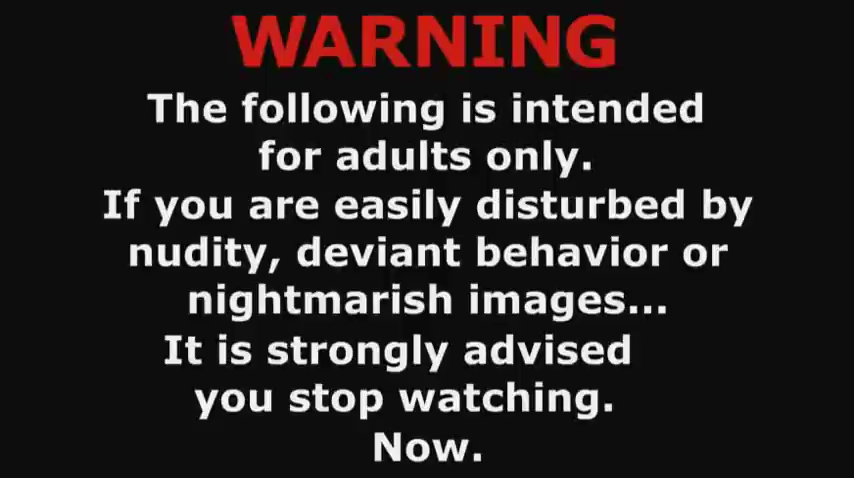 WARNING
The following is intended
for adults only.
If you are easily disturbed by
nudity, deviant behavior or
nightmarish images...
It is strongly advised
you stop watching.
Now.